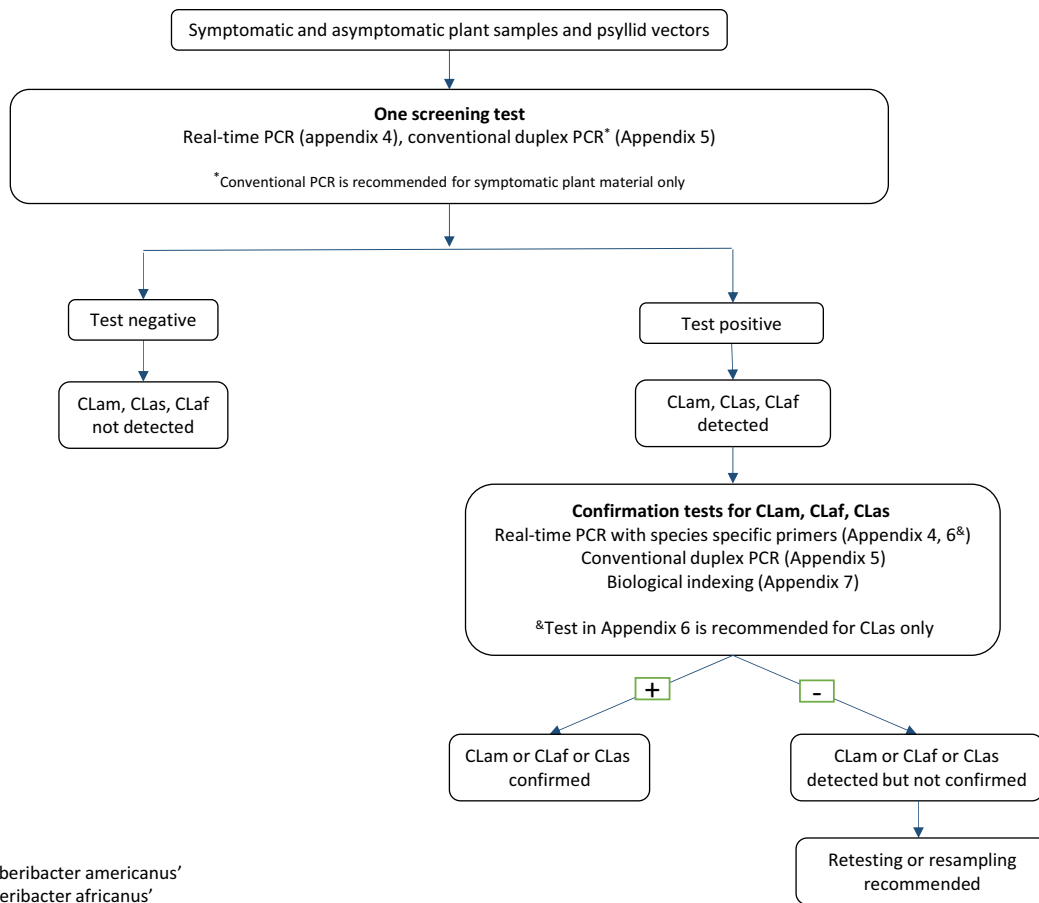 Symptomatic and asymptomatic plant samples and psyllid vectors
One screening test
Real-time PCR (appendix 4), conventional duplex PCR* (Appendix 5)
*Conventional PCR is recommended for symptomatic plant material only
Test negative
Test positive
CLam, CLas, CLaf
not detected
CLam, CLas, CLaf
detected
Confirmation tests for CLam, CLaf, CLas
Real-time PCR with species specific primers (Appendix 4, 6&)
Conventional duplex PCR (Appendix 5)
Biological indexing (Appendix 7)
&Test in Appendix 6 is recommended for CLas only
+
-
CLam or CLaf or CLas
confirmed
CLam or CLaf or CLas
detected but not confirmed
Retesting or resampling
recommended
beribacter americanus’
eribacter africanus’